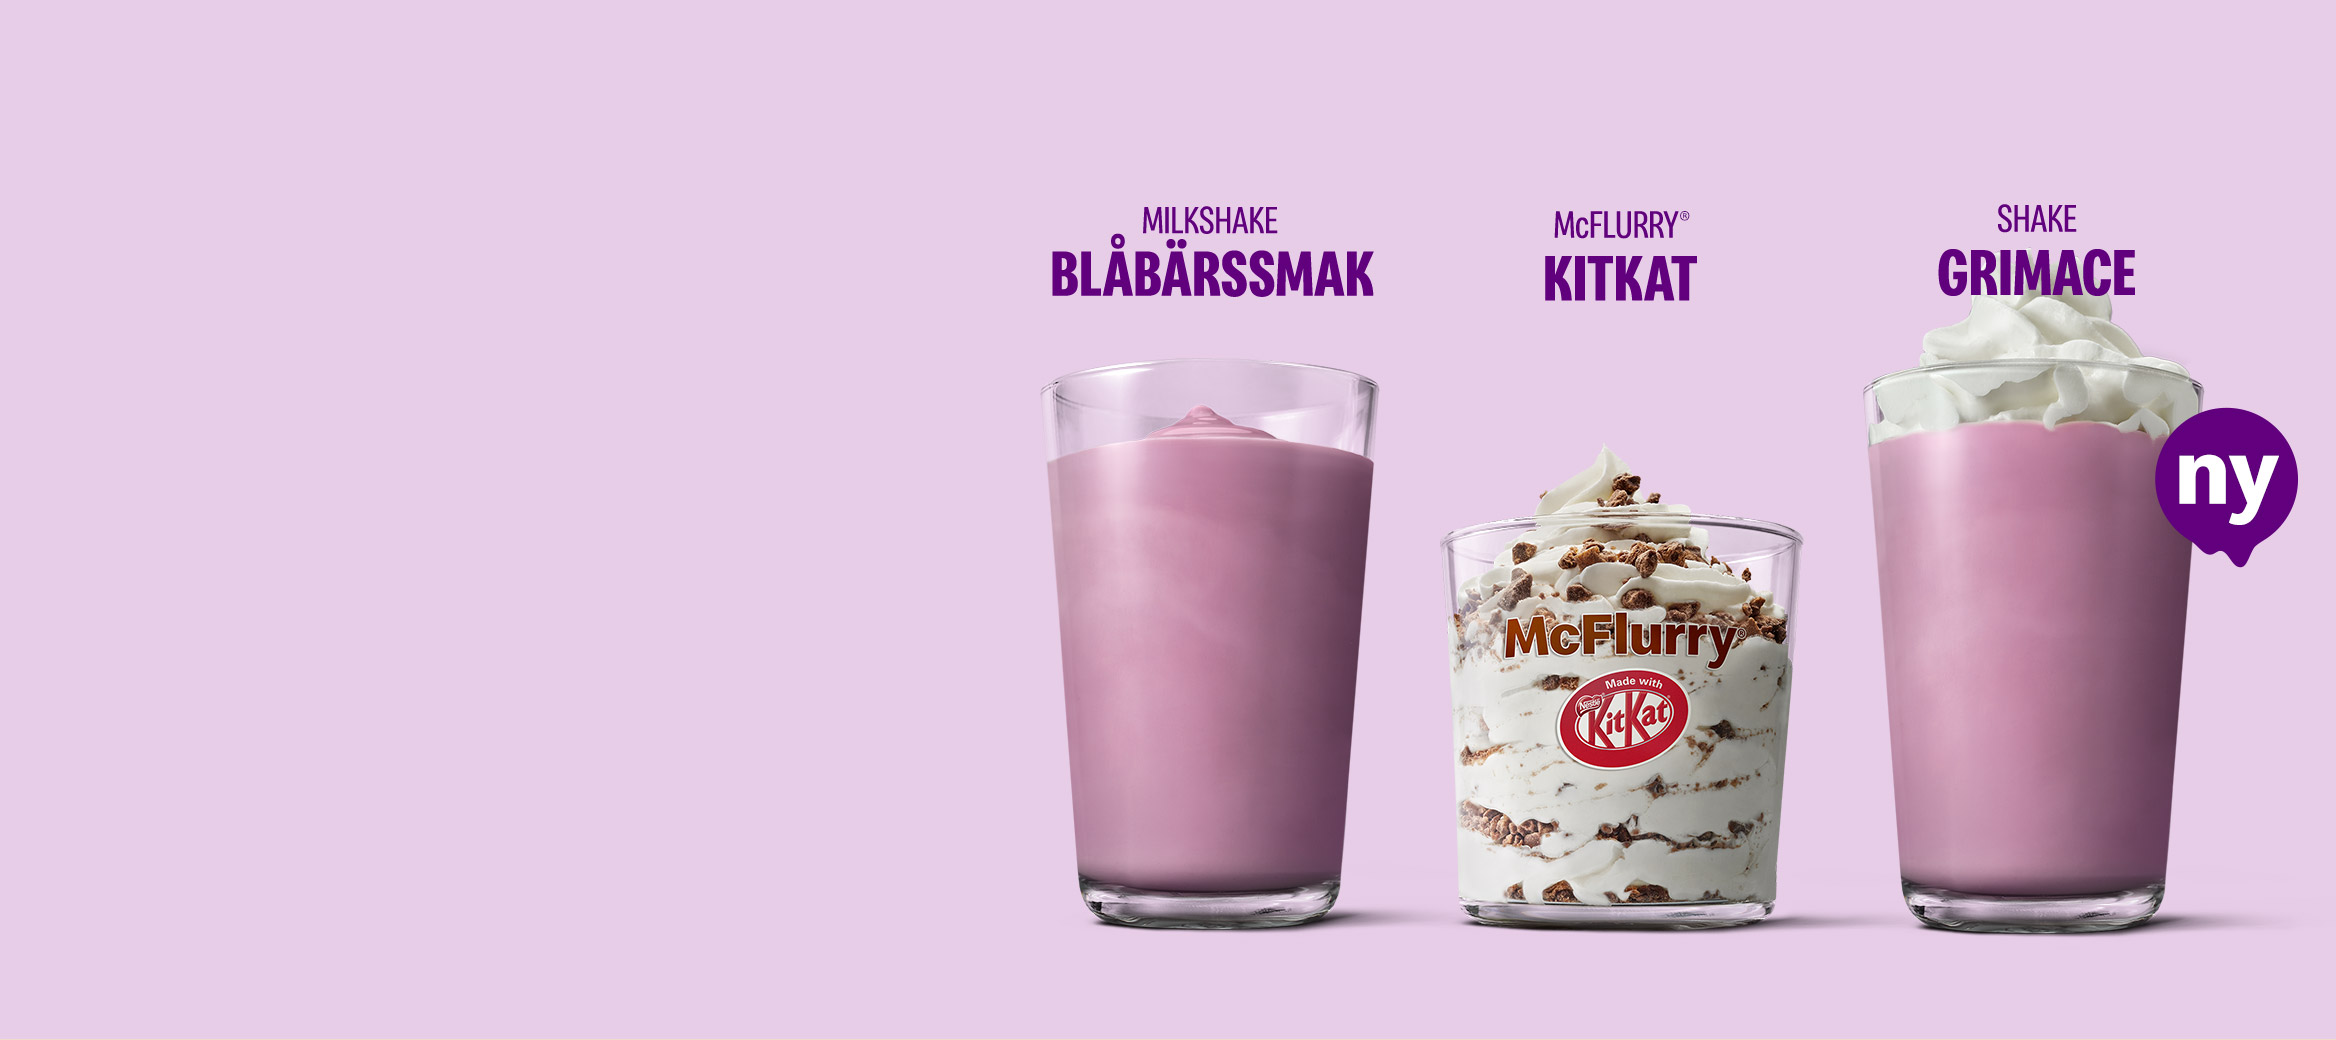 MILKSHAKE
BLÅBÄRSSMAK
McFLURRY®
KITKAT
SHAKE
GRIMACE
ny
McFlurry®
Made with
Nestlé
KitKat